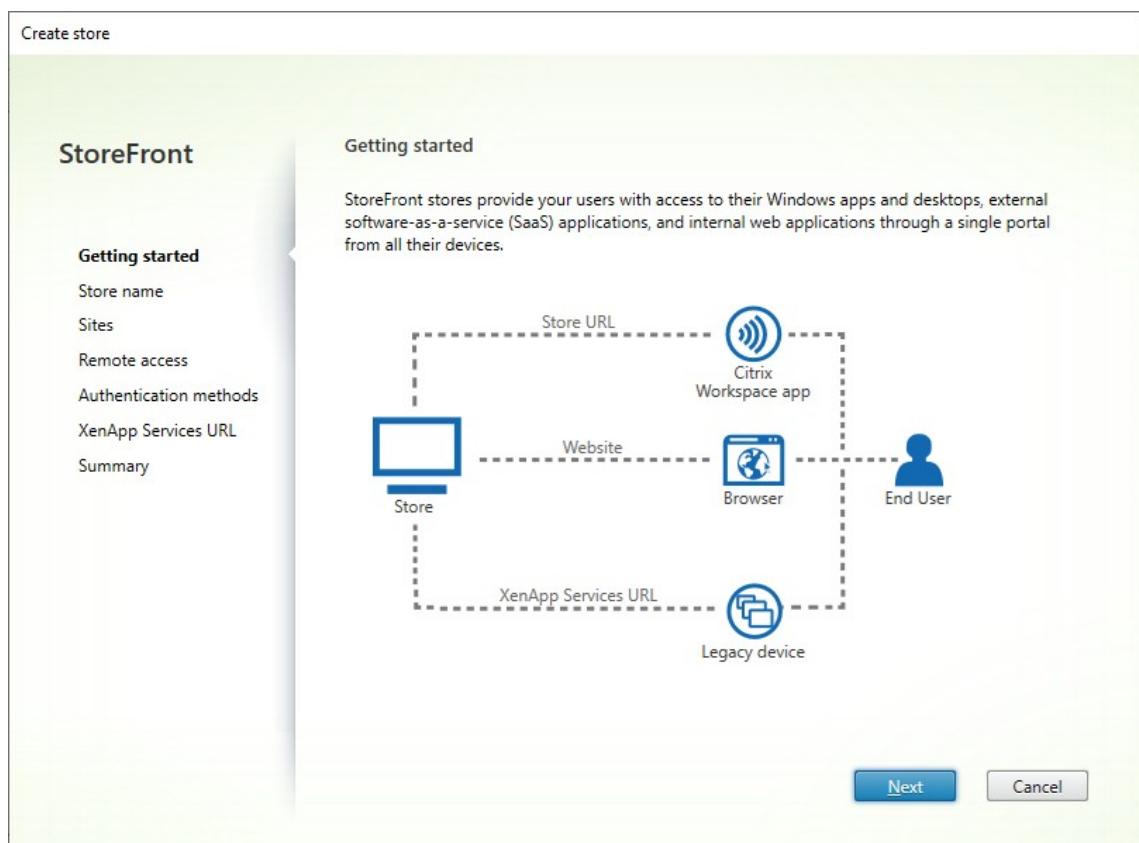 Create store
StoreFront
Getting started
Store name
Sites
Remote access
Authentication methods
XenApp Services URL
Summary
Getting started
StoreFront stores provide your users with access to their Windows apps and desktops, external
software-as-a-service (SaaS) applications, and internal web applications through a single portal
from all their devices.
Store URL
Citrix
Workspace app
Website
Store
Browser
End User
XenApp Services URL
Legacy device
Next
Cancel